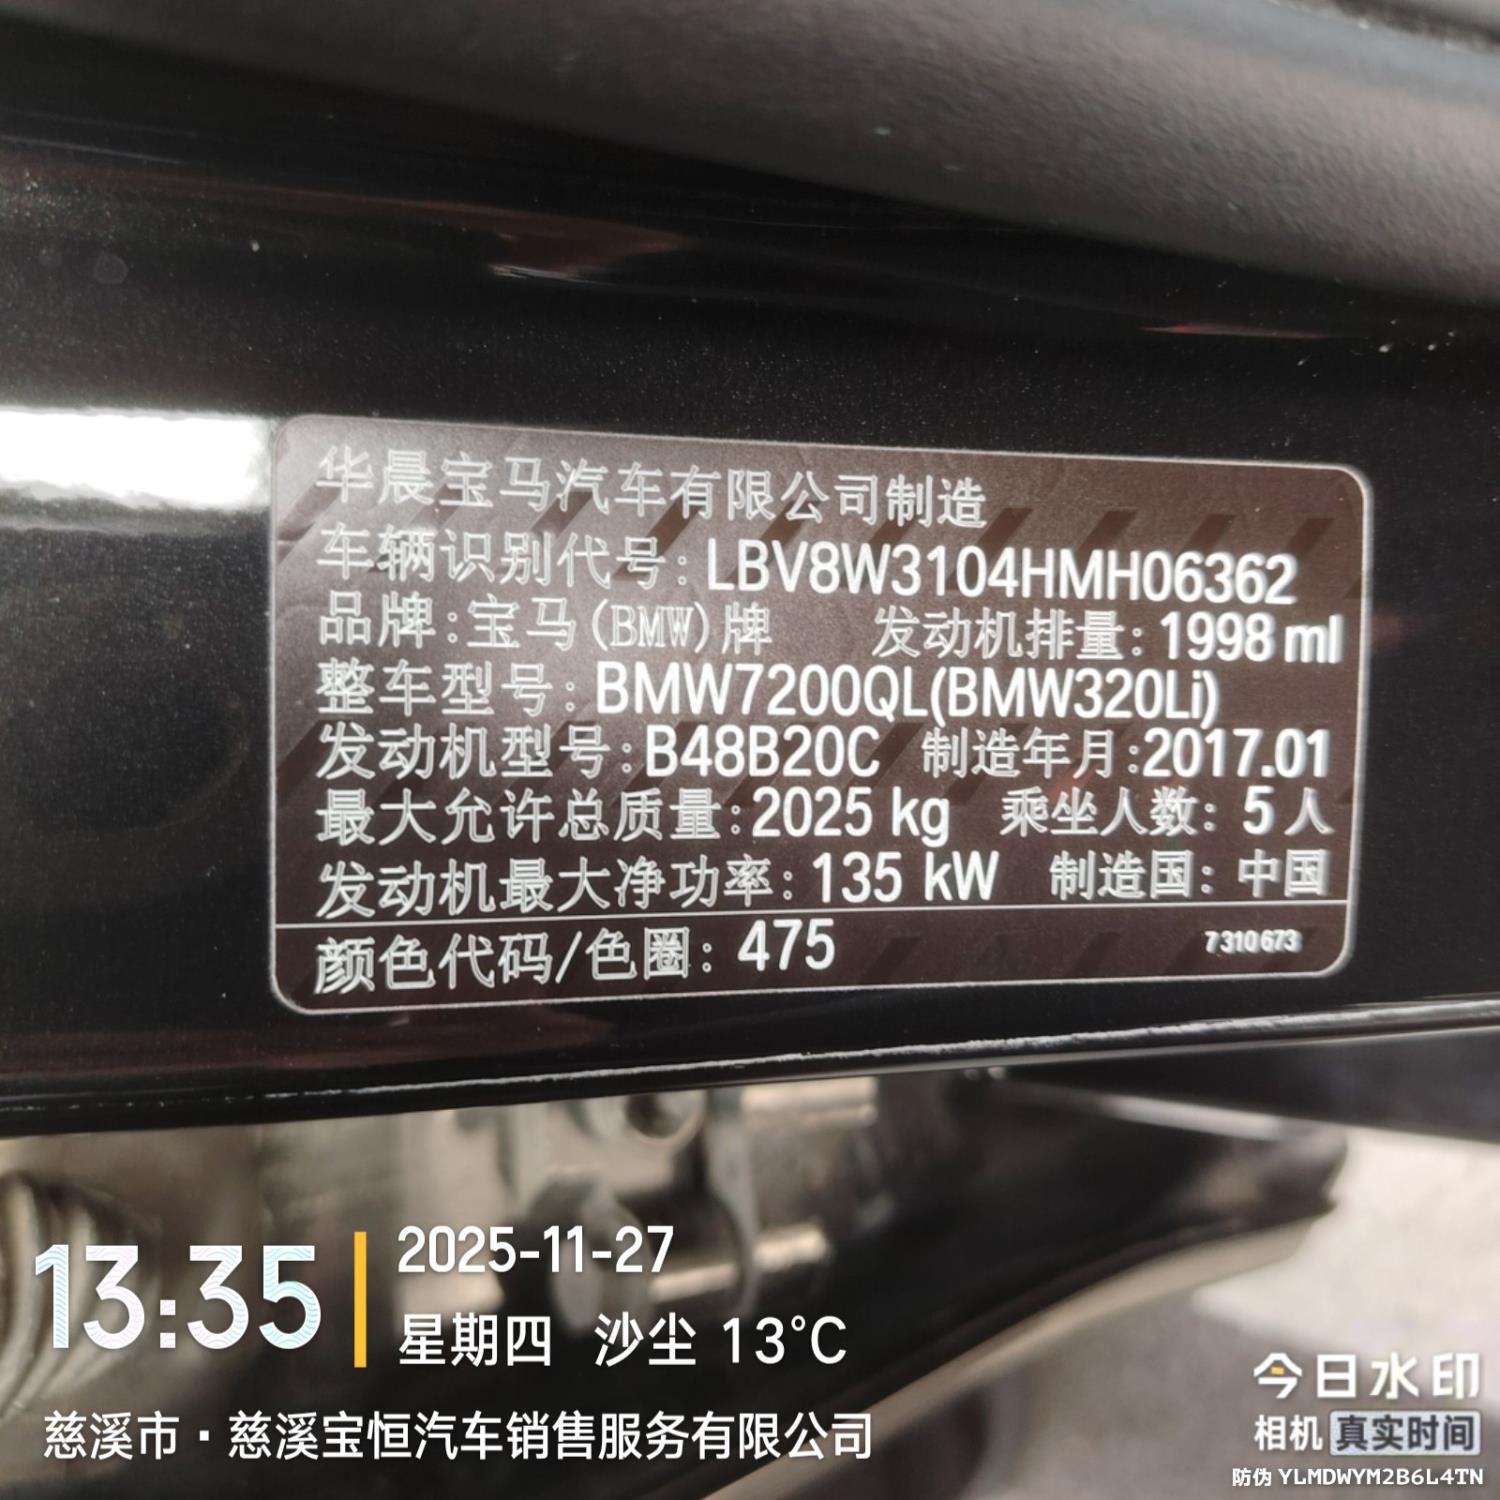 华晨宝马汽车有限公司制造
车辆识别代号: LBV8W3104HMH06362
品牌:宝马(BMW)牌 发动机排量: 1998 ml
整车型号: BMW7200QL(BMW320Li)
发动机型号: B48B20C 制造年月:2017.01
最大允许总质量:2025 kg 乘坐人数: 5 人
发动机最大净功率: 135 kW 制造国: 中国
颜色代码/色圈: 475 7310673
13:35
2025-11-27
星期四 沙尘 13°C
慈溪市·慈溪宝恒汽车销售服务有限公司
今日水印
相机 真实时间
防伪 YLMDWYM2B6L4TN